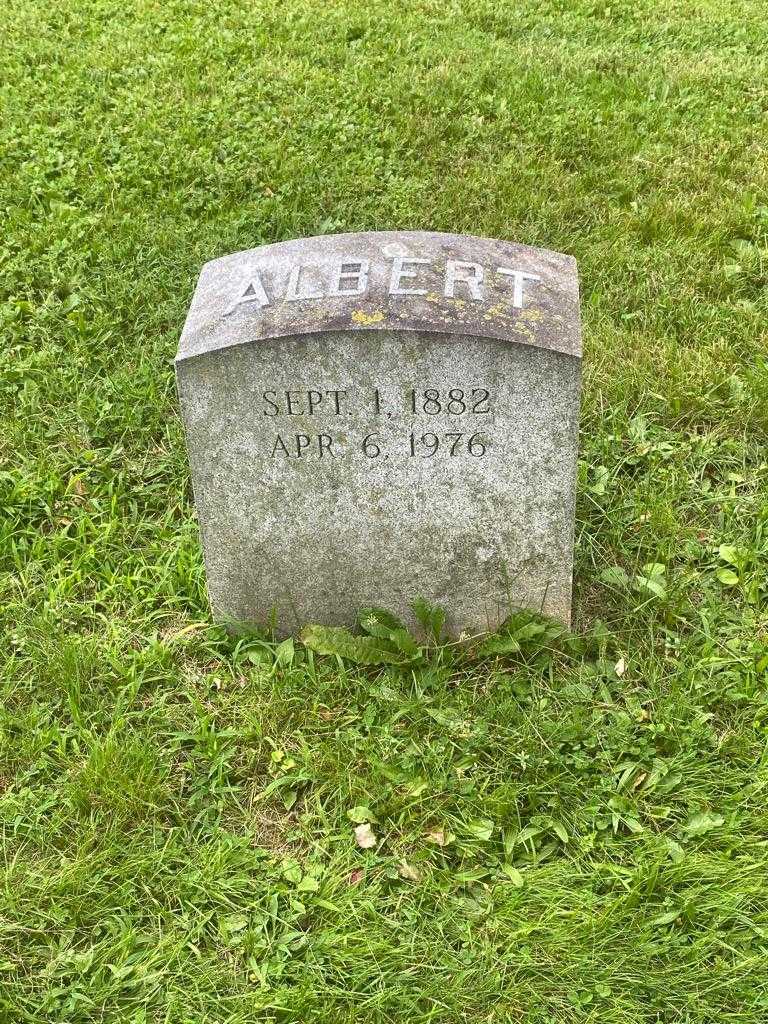 ALBERT
SEPT. 1, 1882
APR. 6, 1976